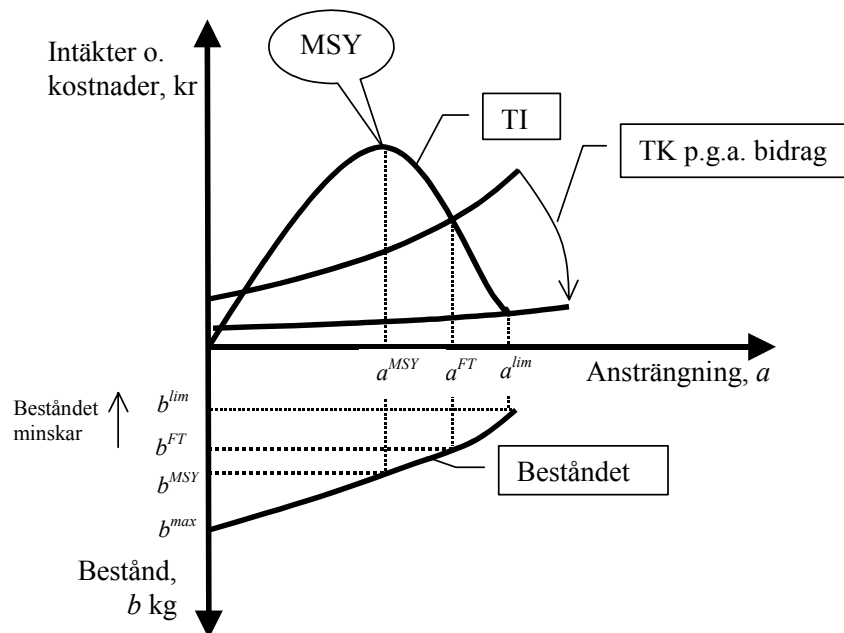 Intäkter o.
kostnader, kr
MSY
TI
TK p.g.a. bidrag
a^MSY a^FT a^lim
Ansträngning, a
Beståndet
minskar
b^lim
b^FT
b^MSY
b^max
Beståndet
Bestånd,
b kg